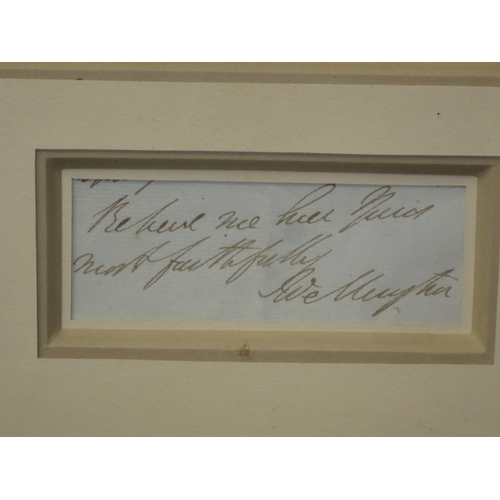 Believe me ever Yours
most faithfully
Wellington